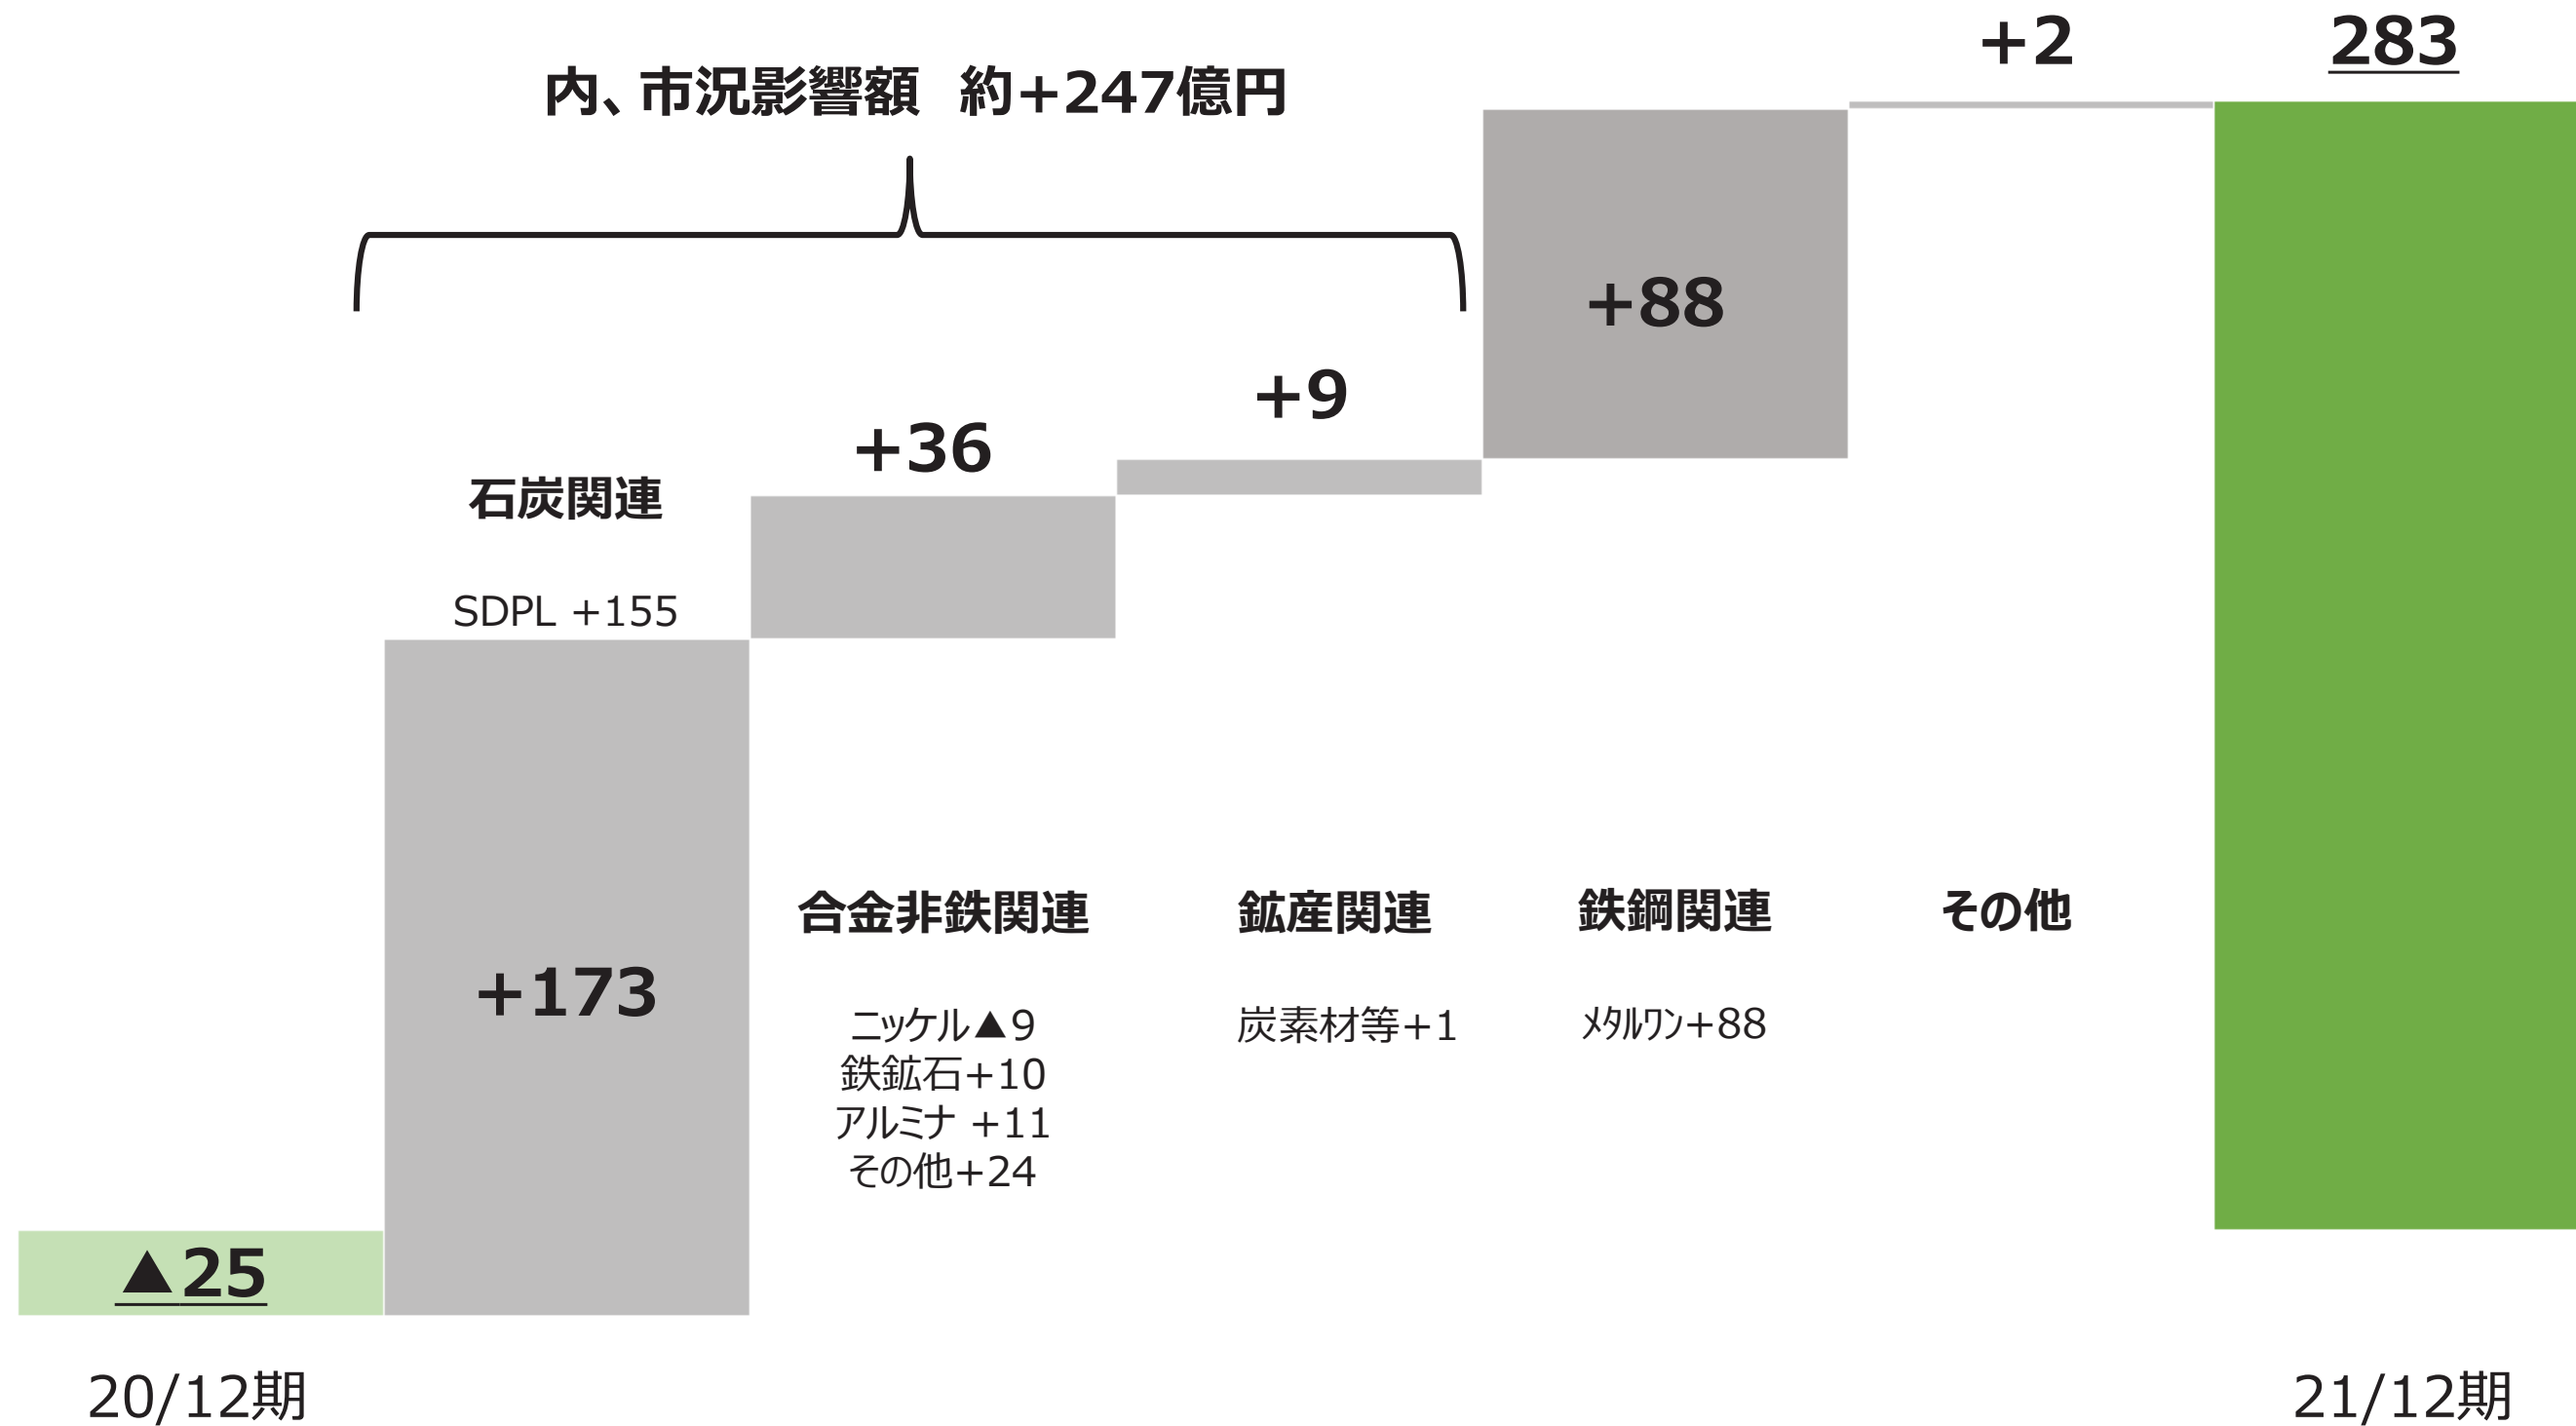 +2
283
内、市況影響額 約+247億円
+88
+9
+36
石炭関連
SDPL +155
合金非鉄関連
鉱産関連
鉄鋼関連
その他
+173
ニッケル▲9
鉄鉱石+10
アルミナ +11
その他+24
炭素材等+1
ﾒﾀﾙﾜﾝ+88
▲25
20/12期
21/12期